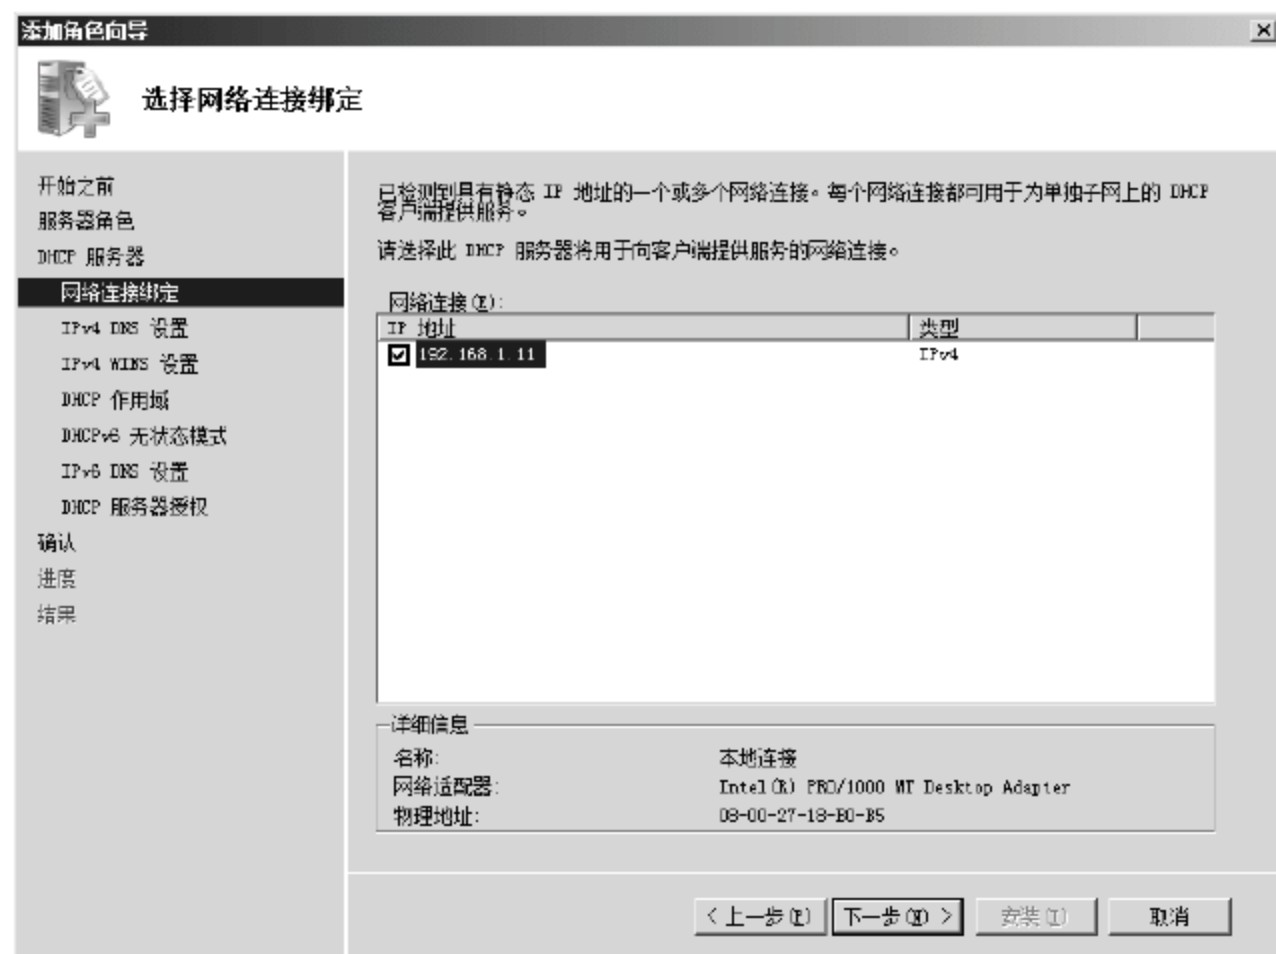 添加角色向导
选择网络连接绑定
开始之前
服务器角色
DHCP 服务器
网络连接绑定
IPv4 DNS 设置
IPv4 WINS 设置
DHCP 作用域
DHCPv6 无状态模式
IPv6 DNS 设置
DHCP 服务器授权
确认
进度
结果
已检测到具有静态 IP 地址的一个或多个网络连接。每个网络连接都可用于为单独子网上的 DHCP
客户端提供服务。
请选择此 DHCP 服务器将用于向客户端提供服务的网络连接。
网络连接(E):
IP 地址 类型
192.168.1.11 IPv4
详细信息
名称: 本地连接
网络适配器: Intel(R) PRO/1000 MT Desktop Adapter
物理地址: 08-00-27-18-B0-B5
< 上一步(P) 下一步(N) > 安装(I) 取消